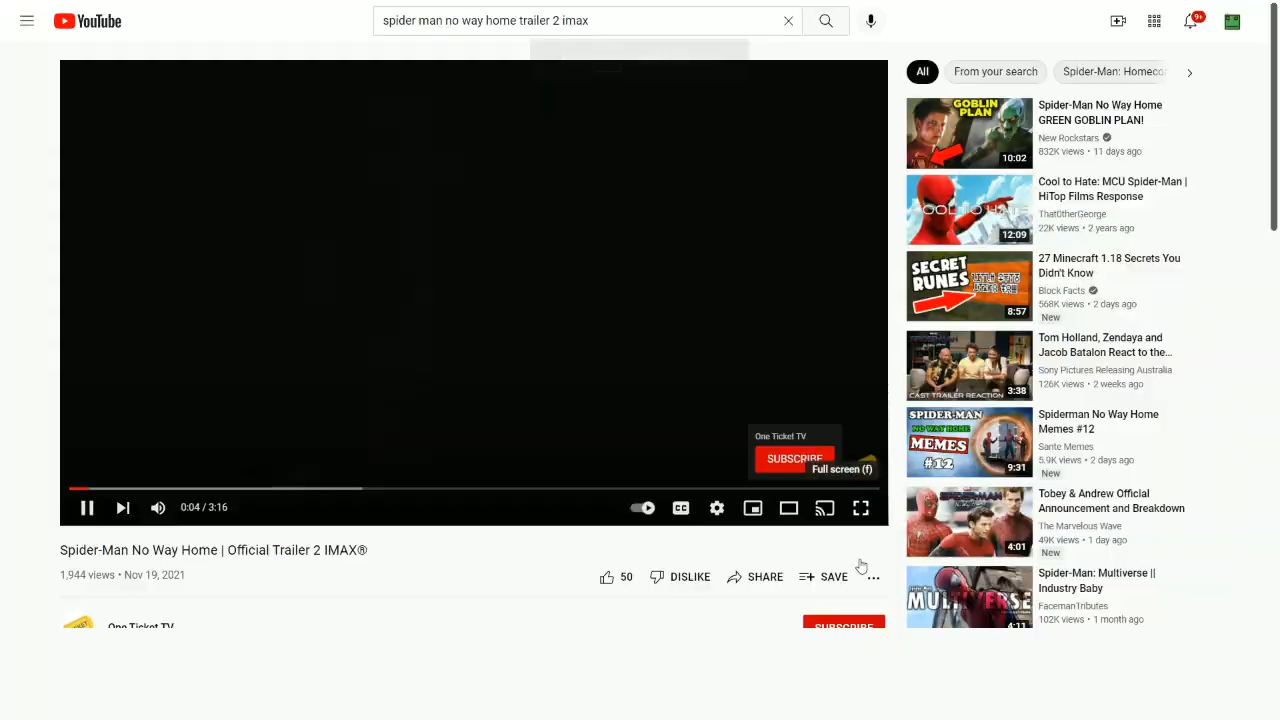 YouTube
spider man no way home trailer 2 imax
9+
All
From your search
Spider-Man: Homeco
GOBLIN
PLAN
10:02
Spider-Man No Way Home
GREEN GOBLIN PLAN!
New Rockstars
832K views • 11 days ago
COOL TO HATE
12:09
Cool to Hate: MCU Spider-Man |
HiTop Films Response
ThatOtherGeorge
22K views • 2 years ago
SECRET
RUNES
8:57
27 Minecraft 1.18 Secrets You
Didn't Know
Block Facts
568K views • 2 days ago
New
CAST TRAILER REACTION
3:38
Tom Holland, Zendaya and
Jacob Batalon React to the...
Sony Pictures Releasing Australia
126K views • 2 weeks ago
SPIDER-MAN
NO WAY HOME
MEMES
#12
9:31
Spiderman No Way Home
Memes #12
Sante Memes
5.9K views • 2 days ago
New
4:01
Tobey & Andrew Official
Announcement and Breakdown
The Marvelous Wave
49K views • 1 day ago
New
MULTIVERSE
4:11
Spider-Man: Multiverse ||
Industry Baby
FacemanTributes
102K views • 1 month ago
One Ticket TV
SUBSCRIBE
Full screen (f)
0:04 / 3:16
CC
Spider-Man No Way Home | Official Trailer 2 IMAX®
1,944 views • Nov 19, 2021
50
DISLIKE
SHARE
SAVE
One Ticket TV
SUBSCRIBE